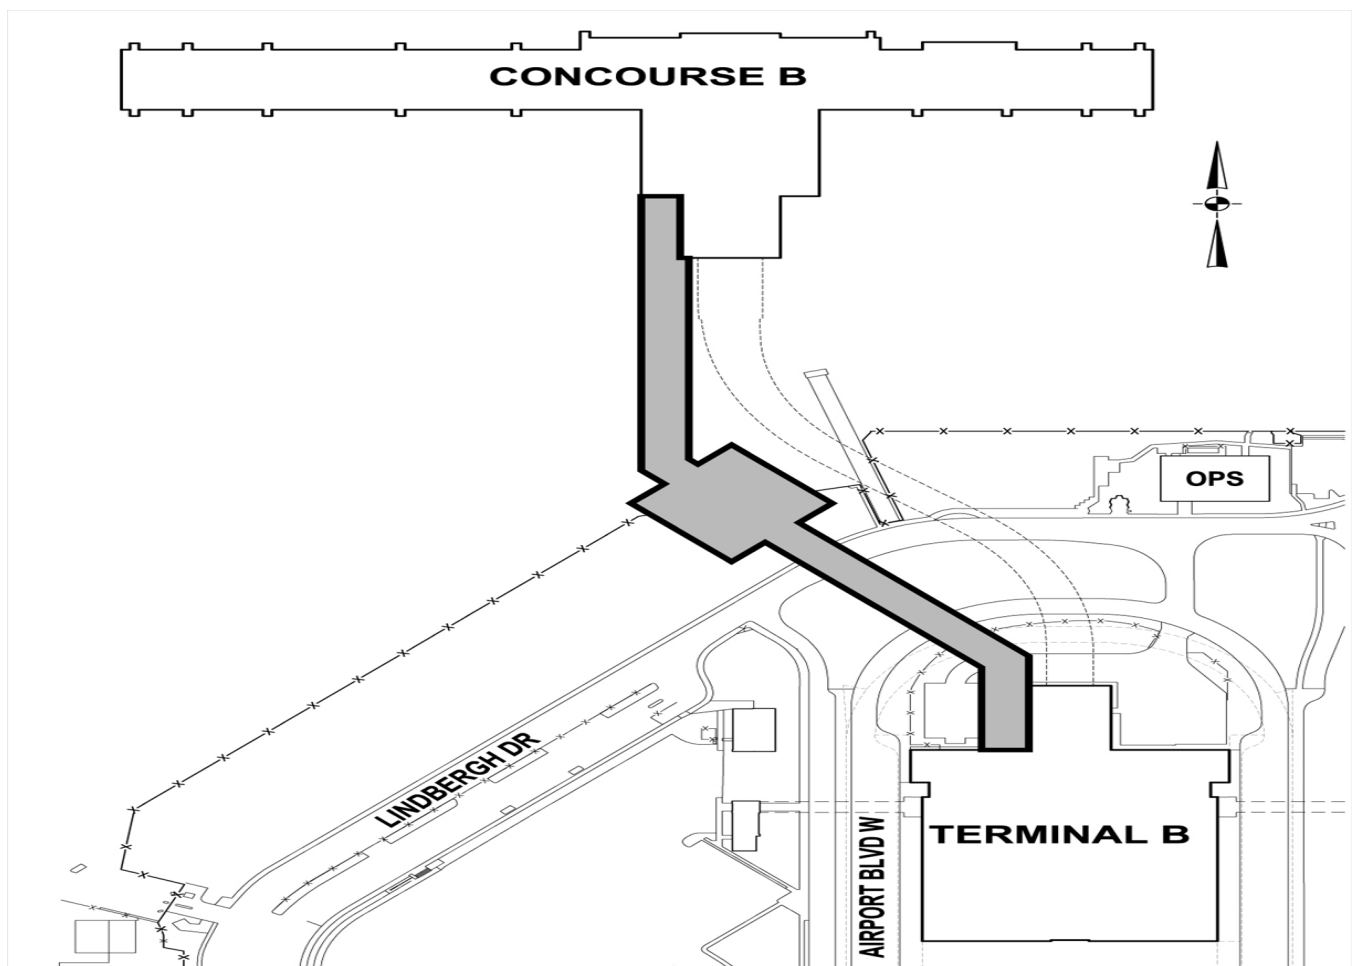 CONCOURSE B
OPS
LINDBERGH DR
TERMINAL B
AIRPORT BLVD W